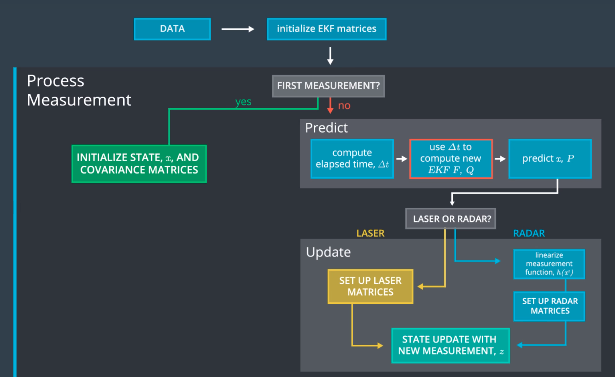 DATA
initialize EKF matrices
Process
Measurement
FIRST MEASUREMENT?
yes
no
Predict
INITIALIZE STATE, x, AND
COVARIANCE MATRICES
compute
elapsed time, Δt
use Δt to
compute new
EKF F, Q
predict x, P
LASER OR RADAR?
LASER
RADAR
Update
linearize
measurement
function, h(x')
SET UP LASER
MATRICES
SET UP RADAR
MATRICES
STATE UPDATE WITH
NEW MEASUREMENT, z